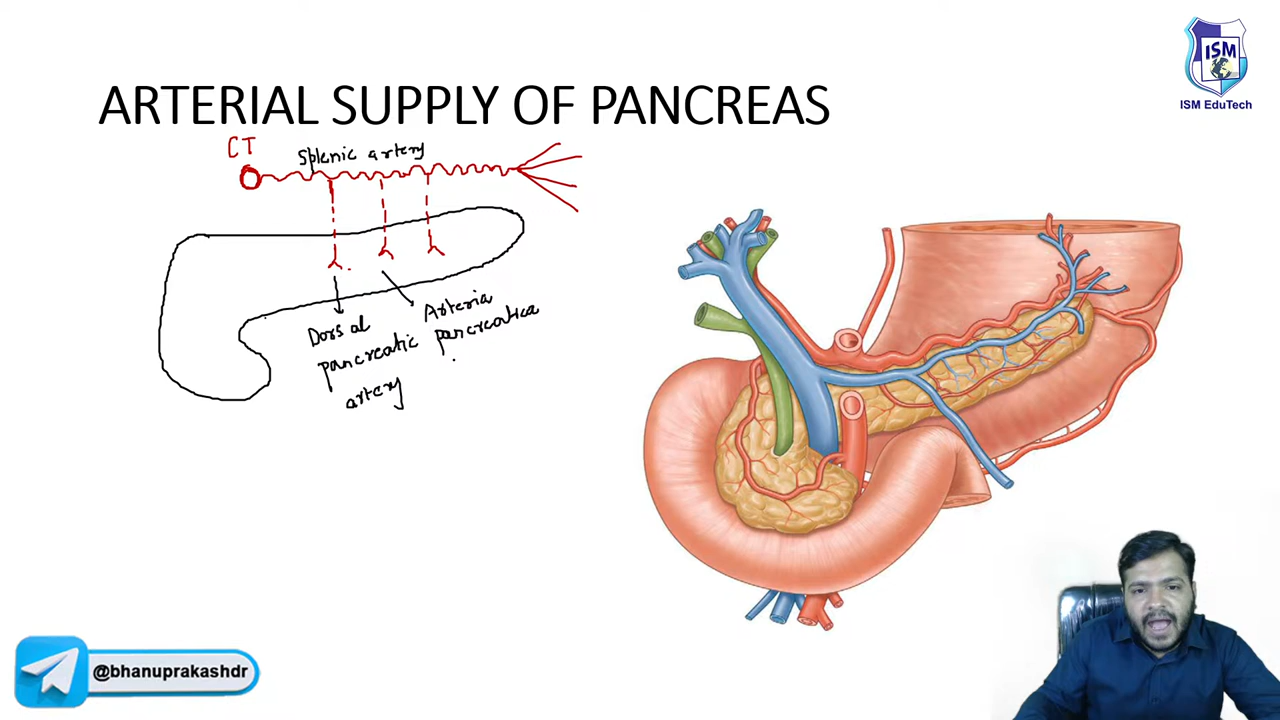 ISM
ISM EduTech
ARTERIAL SUPPLY OF PANCREAS
CT
Splenic artery
Dorsal
pancreatic
artery
Arteria
pancreatica
@bhanuprakashdr